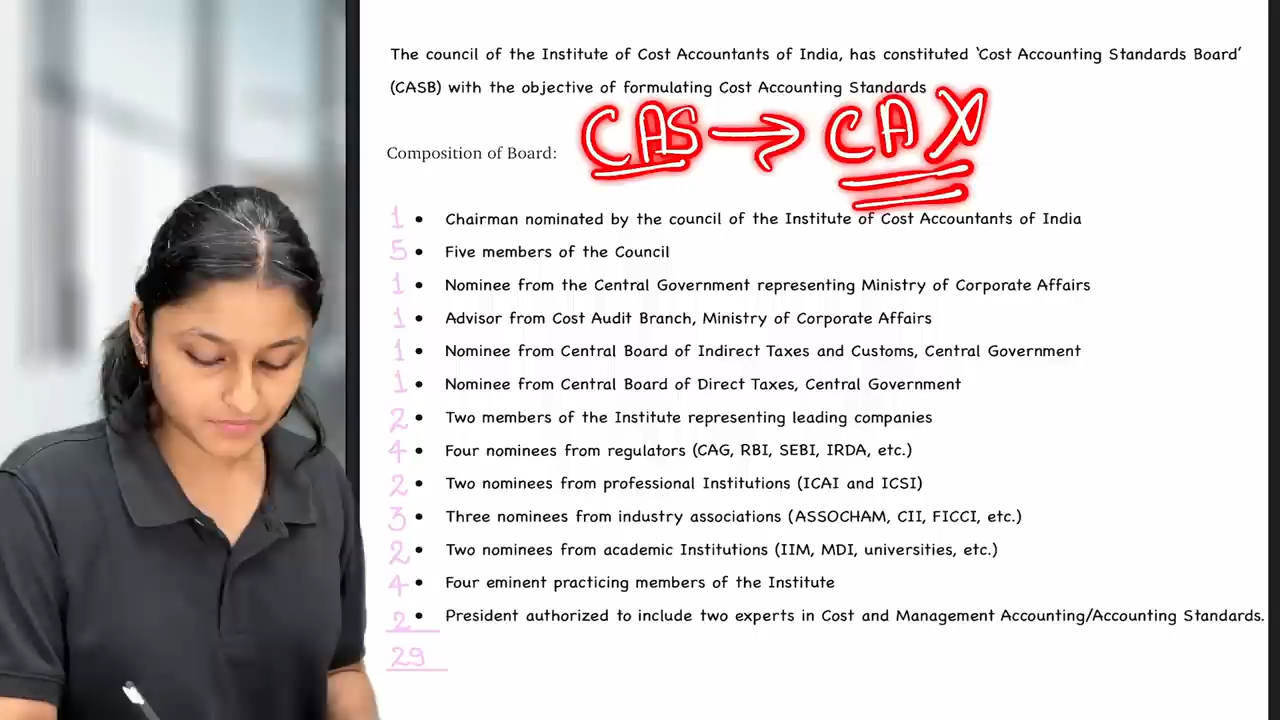 The council of the Institute of Cost Accountants of India, has constituted ‘Cost Accounting Standards Board’
(CASB) with the objective of formulating Cost Accounting Standards
CAS → CA
Composition of Board:
1 • Chairman nominated by the council of the Institute of Cost Accountants of India
5 • Five members of the Council
1 • Nominee from the Central Government representing Ministry of Corporate Affairs
1 • Advisor from Cost Audit Branch, Ministry of Corporate Affairs
1 • Nominee from Central Board of Indirect Taxes and Customs, Central Government
1 • Nominee from Central Board of Direct Taxes, Central Government
2 • Two members of the Institute representing leading companies
4 • Four nominees from regulators (CAG, RBI, SEBI, IRDA, etc.)
2 • Two nominees from professional Institutions (ICAI and ICSI)
3 • Three nominees from industry associations (ASSOCHAM, CII, FICCI, etc.)
2 • Two nominees from academic Institutions (IIM, MDI, universities, etc.)
4 • Four eminent practicing members of the Institute
2 • President authorized to include two experts in Cost and Management Accounting/Accounting Standards.
29